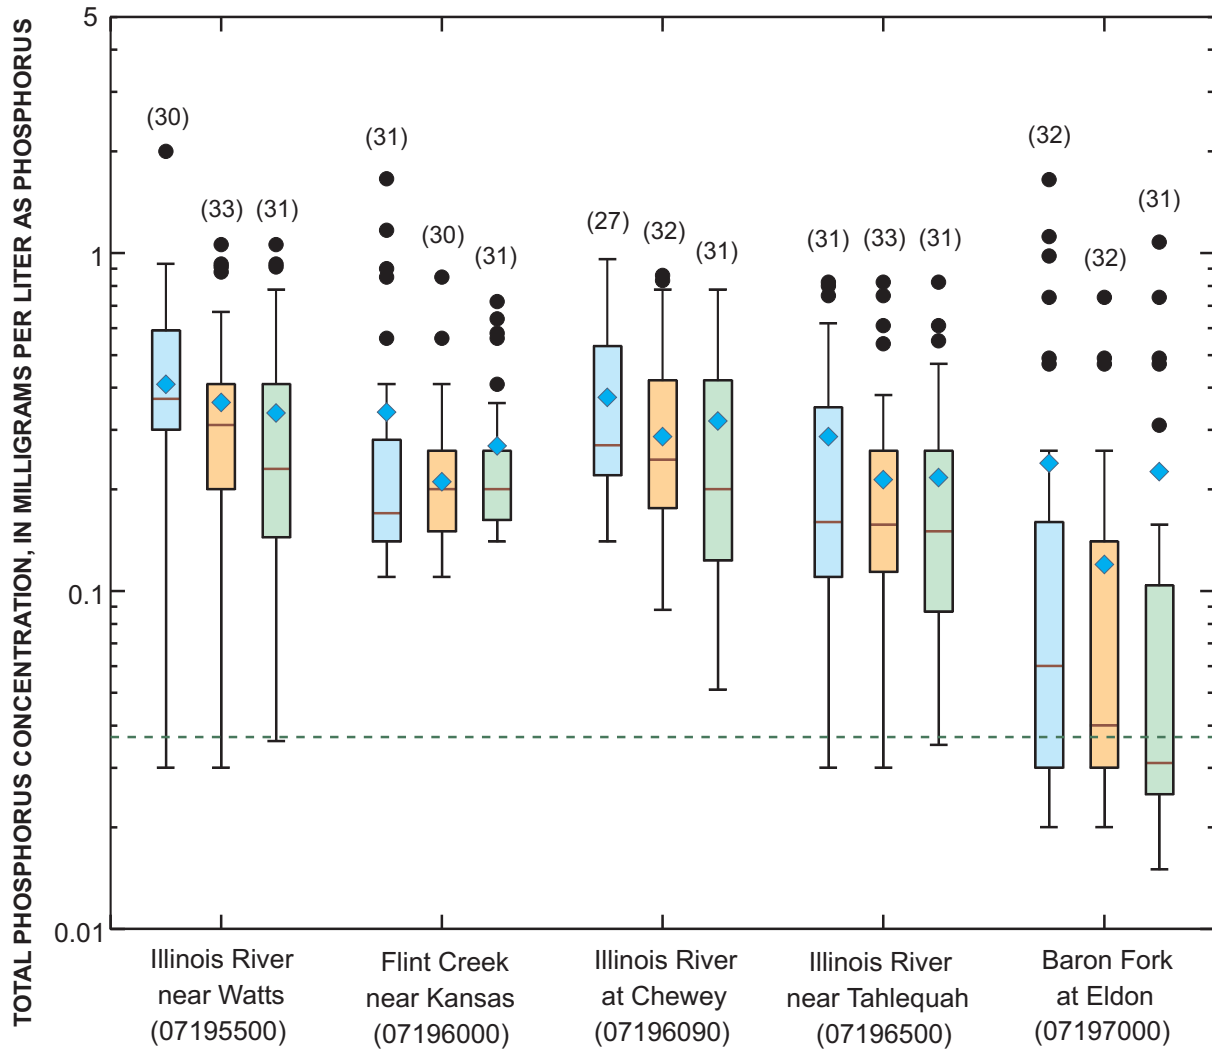 TOTAL PHOSPHORUS CONCENTRATION, IN MILLIGRAMS PER LITER AS PHOSPHORUS
5
1
0.1
0.01
(30)
(33)
(31)
(31)
(30)
(31)
(27)
(32)
(31)
(31)
(33)
(31)
(32)
(32)
(31)
Illinois River
near Watts
(07195500)
Flint Creek
near Kansas
(07196000)
Illinois River
at Chewey
(07196090)
Illinois River
near Tahlequah
(07196500)
Baron Fork
at Eldon
(07197000)